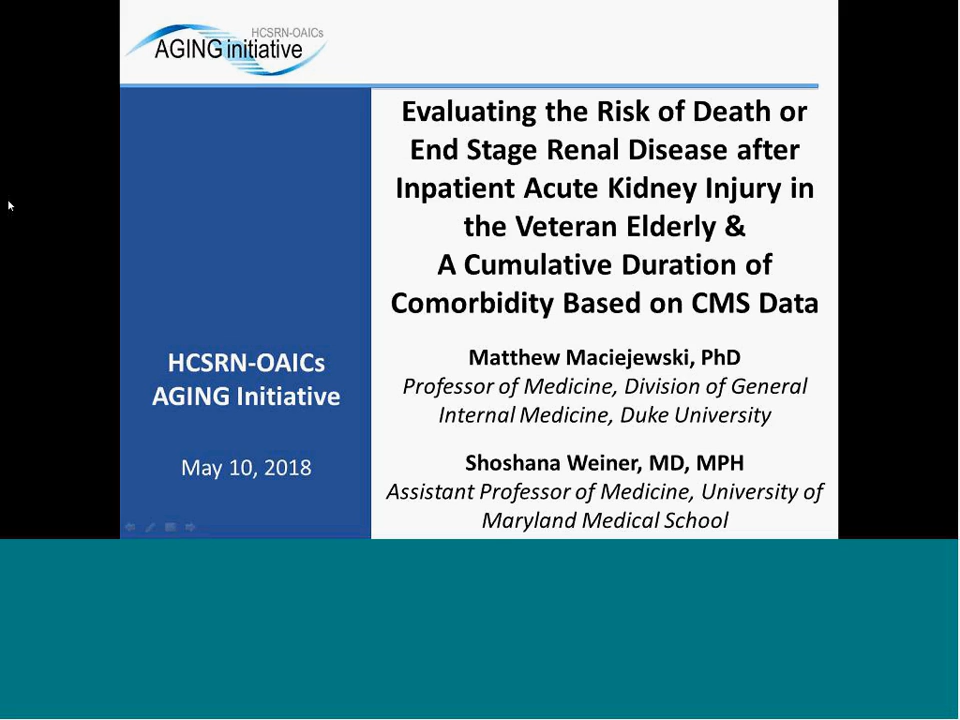 HCSRN-OAICs
AGING initiative
Evaluating the Risk of Death or
End Stage Renal Disease after
Inpatient Acute Kidney Injury in
the Veteran Elderly &
A Cumulative Duration of
Comorbidity Based on CMS Data
HCSRN-OAICs
AGING Initiative
May 10, 2018
Matthew Maciejewski, PhD
Professor of Medicine, Division of General
Internal Medicine, Duke University
Shoshana Weiner, MD, MPH
Assistant Professor of Medicine, University of
Maryland Medical School